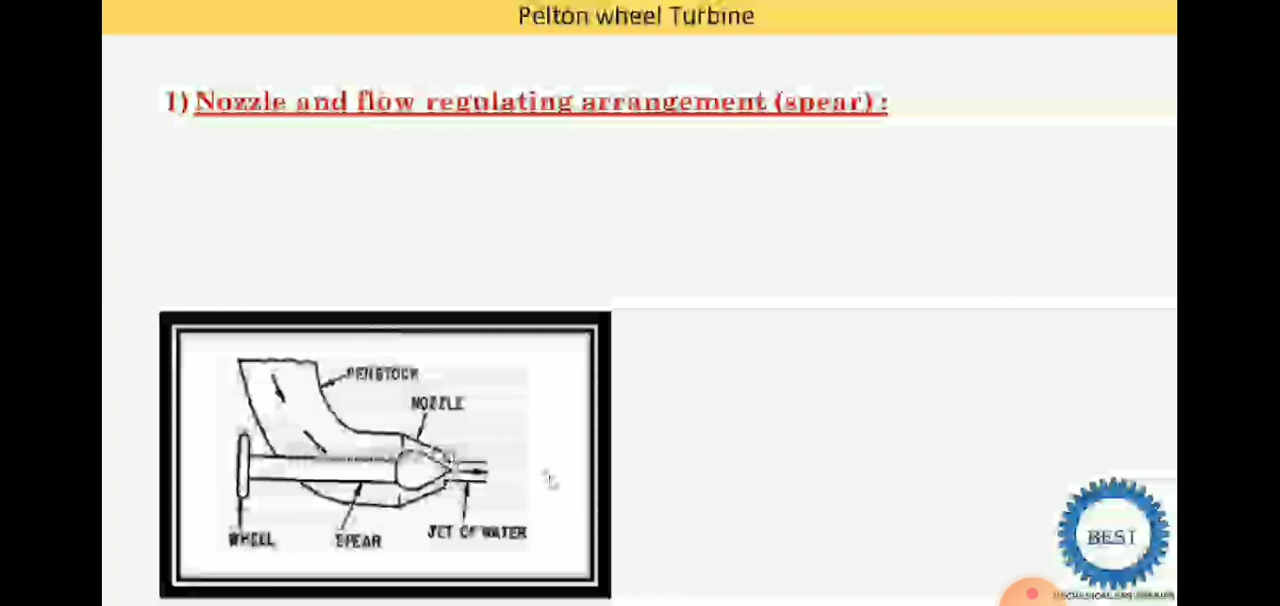 Pelton wheel Turbine
1) Nozzle and flow regulating arrangement (spear) :
PENSTOCK
NOZZLE
WHEEL
SPEAR
JET OF WATER
BEST